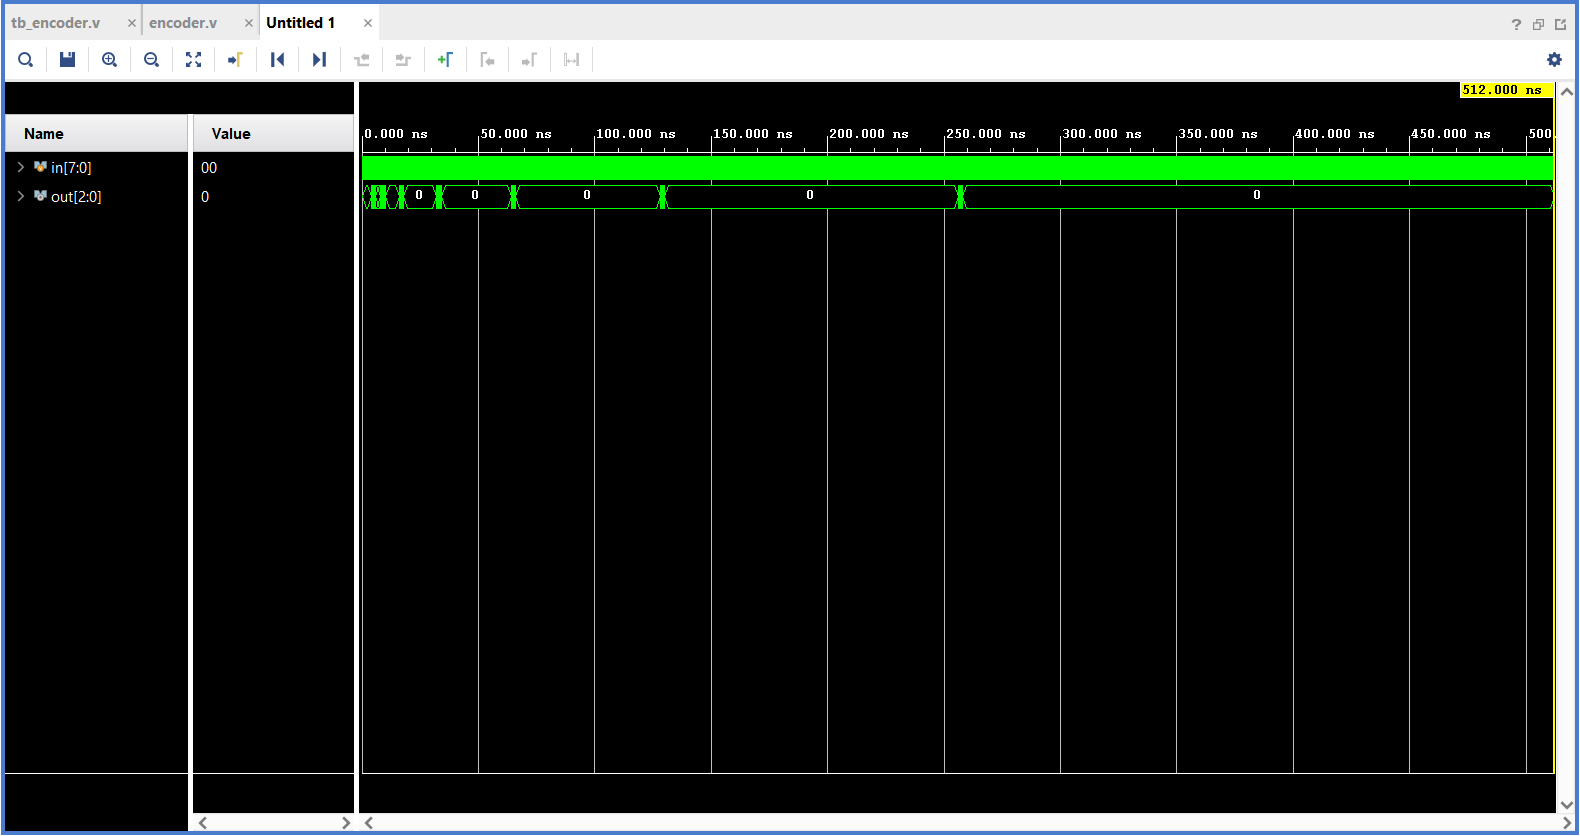 tb_encoder.v × encoder.v × Untitled 1 ×
?
512.000 ns
Name Value
0.000 ns 50.000 ns 100.000 ns 150.000 ns 200.000 ns 250.000 ns 300.000 ns 350.000 ns 400.000 ns 450.000 ns 500.
in[7:0] 00
out[2:0] 0 0 0 0 0 0